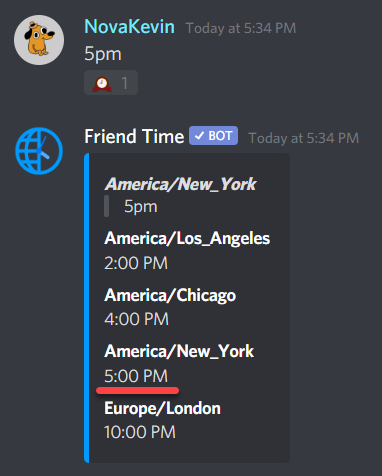 NovaKevin Today at 5:34 PM
5pm
1
Friend Time BOT Today at 5:34 PM
America/New_York
5pm
America/Los_Angeles
2:00 PM
America/Chicago
4:00 PM
America/New_York
5:00 PM
Europe/London
10:00 PM